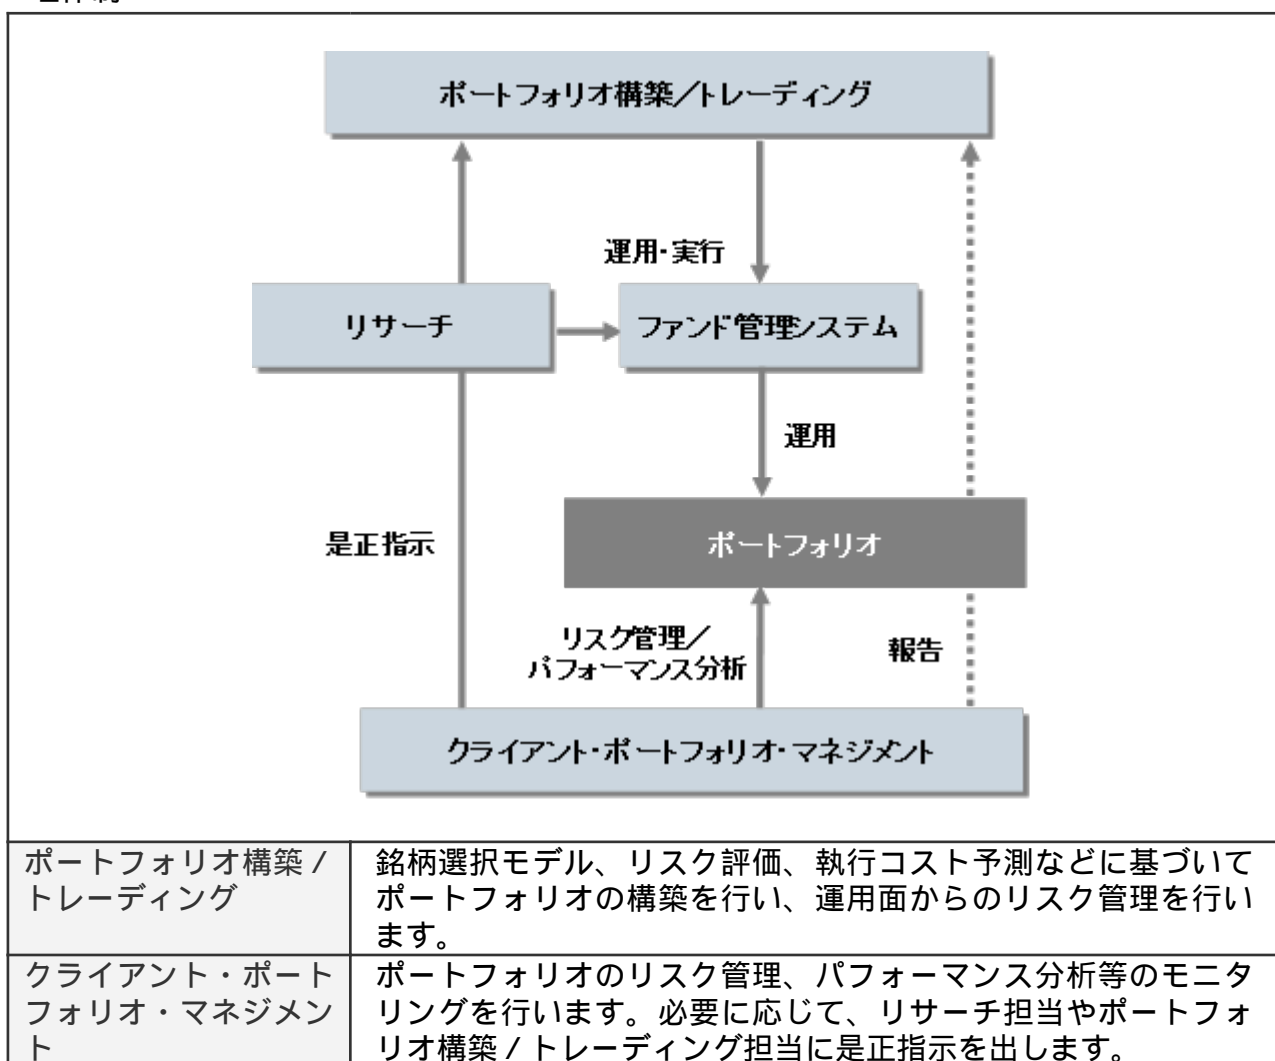 ポートフォリオ構築／トレーディング
運用・実行
リサーチ
ファンド管理システム
運用
是正指示
ポートフォリオ
リスク管理／
パフォーマンス分析
報告
クライアント・ポートフォリオ・マネジメント
ポートフォリオ構築／
トレーディング
銘柄選択モデル、リスク評価、執行コスト予測などに基づいて
ポートフォリオの構築を行い、運用面からのリスク管理を行い
ます。
クライアント・ポート
フォリオ・マネジメン
ト
ポートフォリオのリスク管理、パフォーマンス分析等のモニタ
リングを行います。必要に応じて、リサーチ担当やポートフォ
リオ構築／トレーディング担当に是正指示を出します。